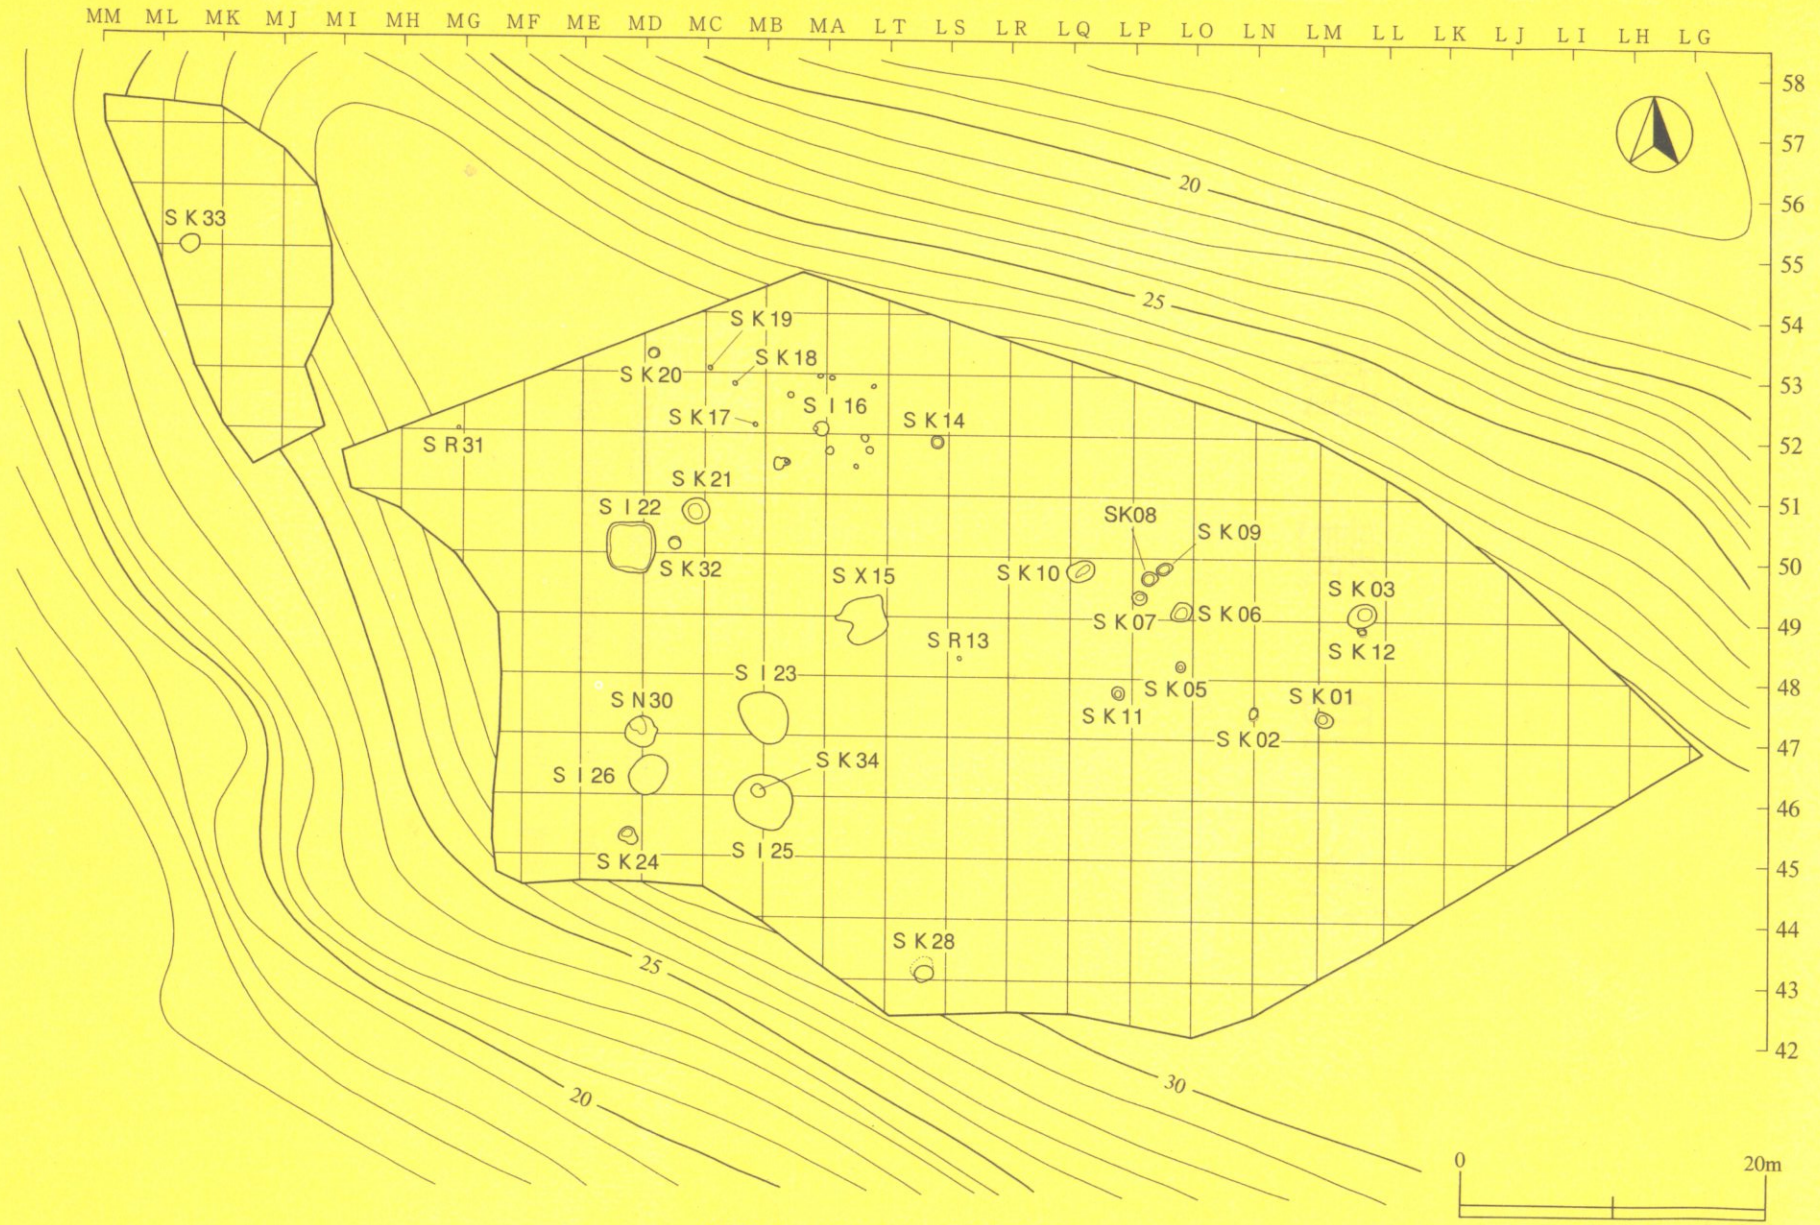 MM ML MK MJ MI MH MG MF ME MD MC MB MA LT LS LR LQ LP LO LN LM LL LK LJ LI LH LG
58
57
20
56
SK33
55
25
54
SK19
SK18
53
SK20
SI16
SK17
SK14
SR31
52
SK21
51
SI22
SK08
SK09
SK32
SX15
SK10
50
SK03
SK07
SK06
49
SR13
SK12
SI23
SK05
SN30
SK01
48
SK11
SK02
47
SK34
SI26
46
SI25
SK24
45
SK28
44
25
43
42
30
20
0
20m